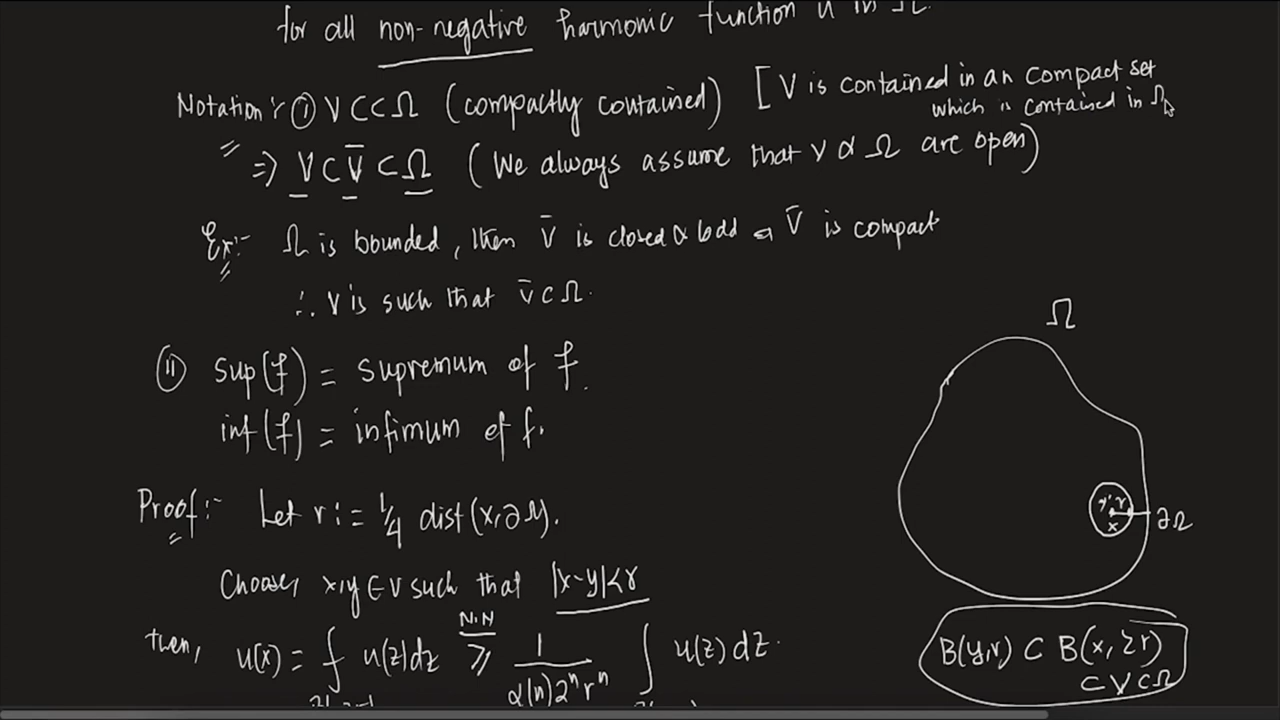 for all non-negative harmonic function u in Ω.
Notation :- (i) V⊂⊂Ω (compactly contained) [V is contained in an compact set
which is contained in Ω
=> V⊂V̄⊂Ω (We always assume that V & Ω are open)
Ex:- Ω is bounded, then V̄ is closed & bdd => V̄ is compact
∴ V is such that V̄⊂Ω.
(ii) sup(f) = supremum of f.
inf(f) = infimum of f.
Ω
Proof:- Let r := 1/4 dist(x,∂Ω).
y r
x
∂Ω
Choose, x,y∈V such that |x-y|<r
N.N
then, u(x) = ⨍ u(z)dz ≥ 1/(α(n)2ⁿrⁿ) ∫ u(z)dz.
B(y,r) ⊂ B(x,2r)
⊂V⊂Ω